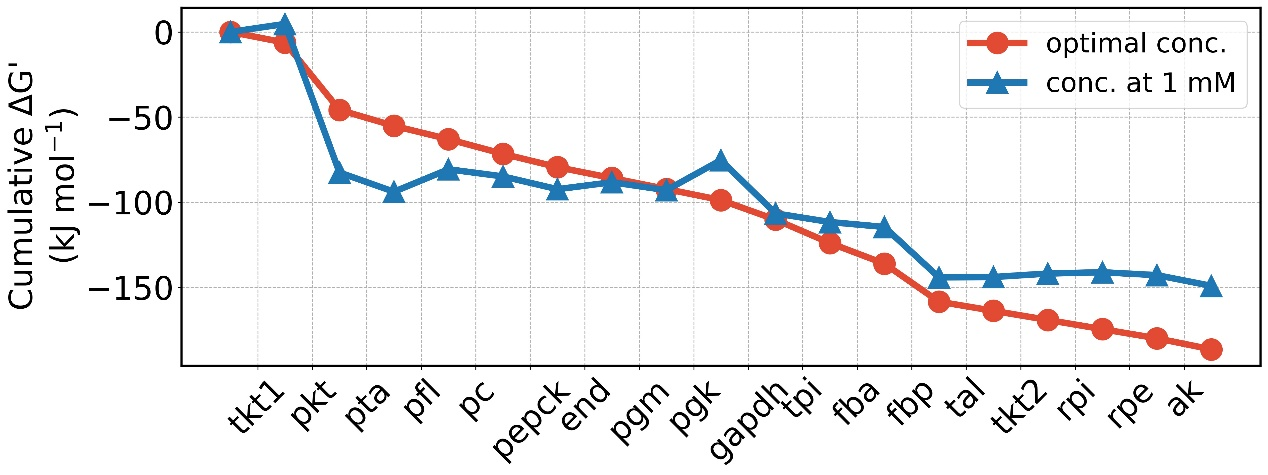 Cumulative ΔG'
(kJ mol⁻¹)
0
−50
−100
−150
optimal conc.
conc. at 1 mM
tkt1
pkt
pta
pfl
pc
pepck
end
pgm
pgk
gapdh
tpi
fba
fbp
tal
tkt2
rpi
rpe
ak